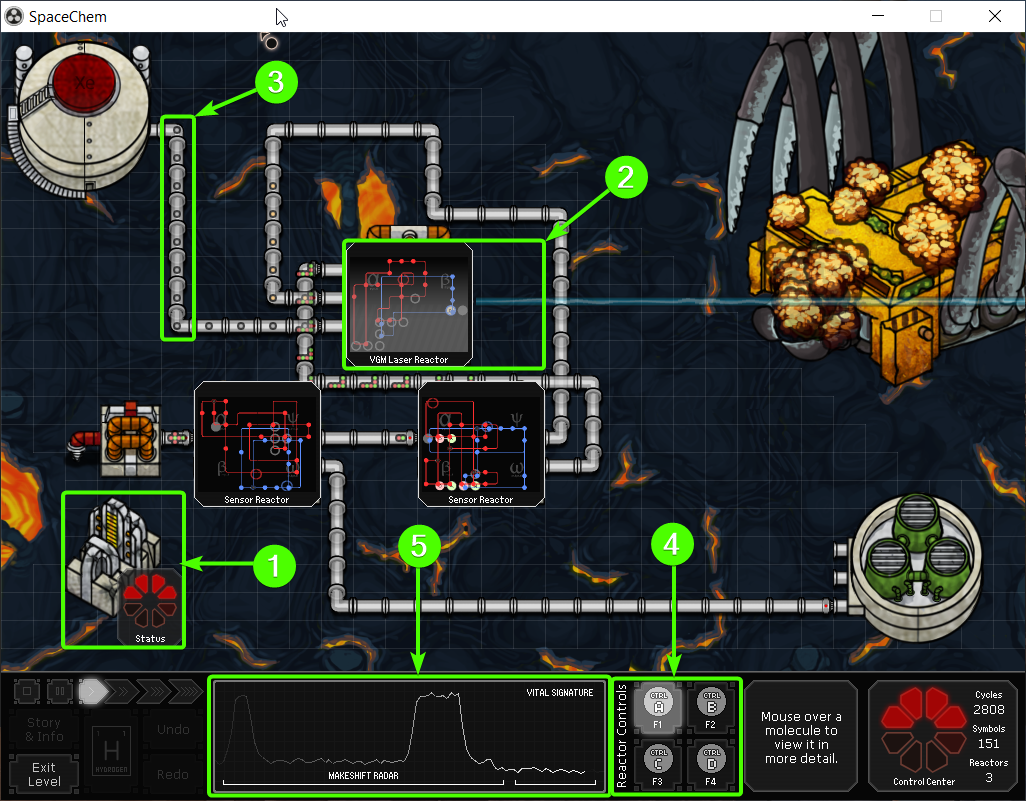 SpaceChem
Xe
3
2
α
β
VGM Laser Reactor
α
β
ω
Sensor Reactor
α
ψ
β
ω
Sensor Reactor
5
4
1
Status
Story
& Info
Undo
1
H
HYDROGEN
Exit
Level
Redo
VITAL SIGNATURE
MAKESHIFT RADAR
Reactor Controls
CTRL
A
F1
CTRL
B
F2
CTRL
C
F3
CTRL
D
F4
Mouse over a
molecule to
view it in
more detail.
Control Center
Cycles
2808
Symbols
151
Reactors
3